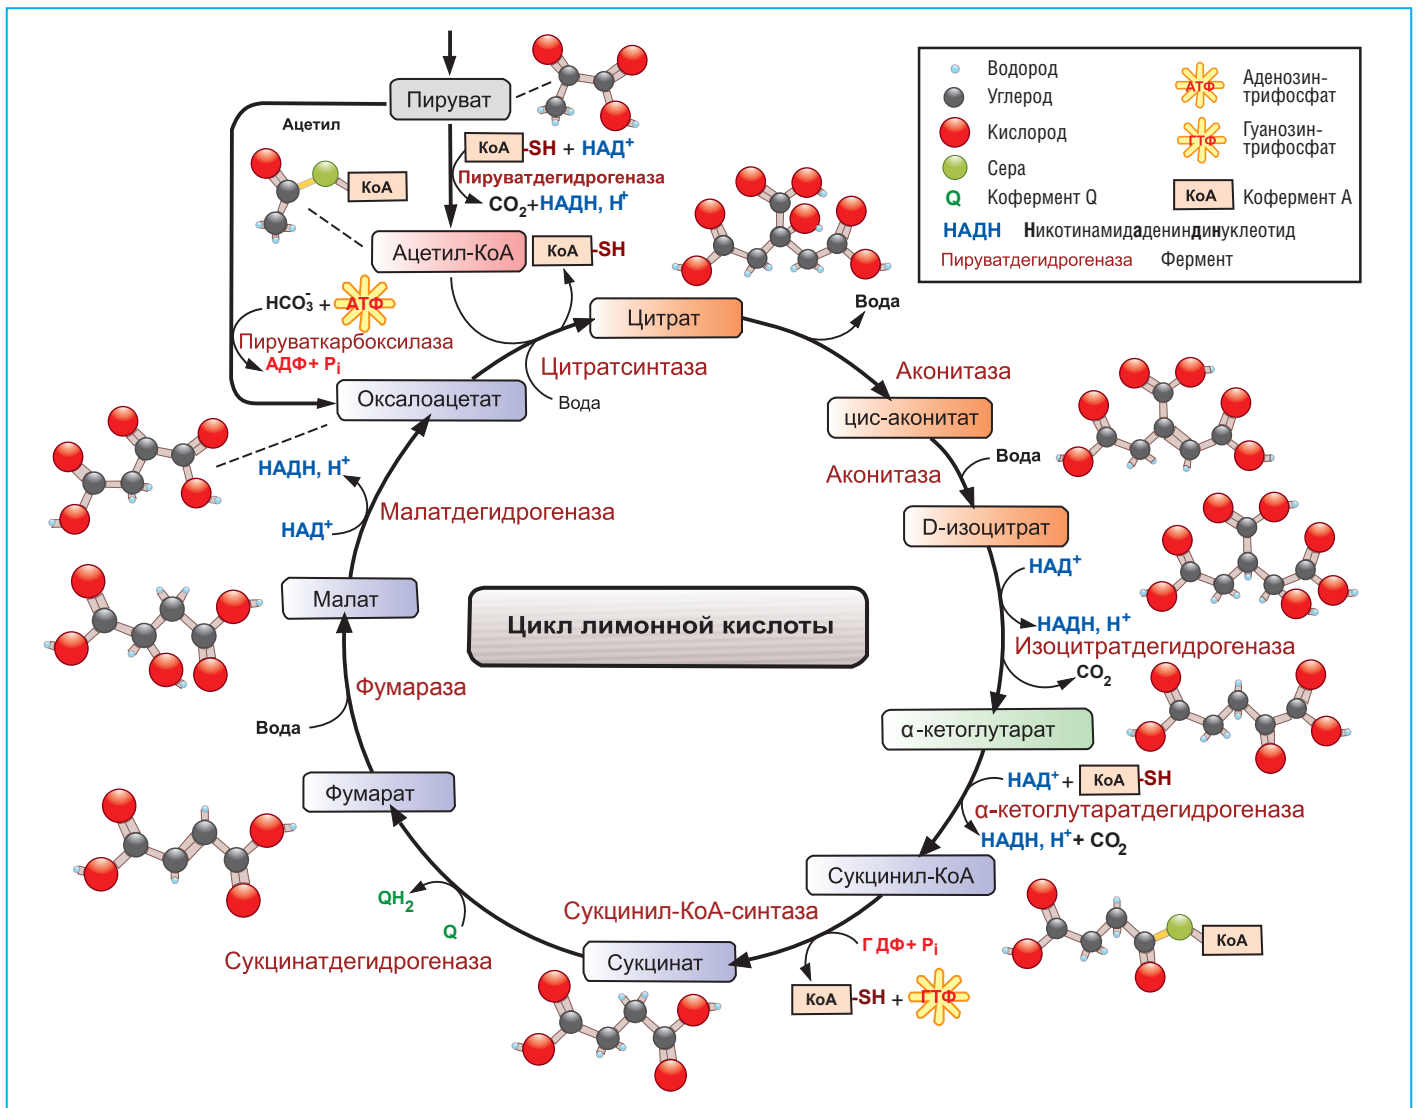 Пируват
Ацетил
КоА-SH + НАД+
Пируватдегидрогеназа
CO2+НАДН, H+
КоА
Ацетил-КоА
КоА-SH
HCO3- + АТФ
Пируваткарбоксилаза
АДФ+ Pi
Цитрат
Вода
Цитратсинтаза
Вода
Оксалоацетат
Аконитаза
цис-аконитат
Аконитаза
Вода
D-изоцитрат
НАД+
НАДН, H+
Изоцитратдегидрогеназа
CO2
α-кетоглутарат
НАД+ + КоА-SH
α-кетоглутаратдегидрогеназа
НАДН, H+ + CO2
Сукцинил-КоА
КоА
Сукцинил-КоА-синтаза
ГДФ+ Pi
КоА-SH + ГТФ
Сукцинат
QH2
Q
Сукцинатдегидрогеназа
Фумарат
Вода
Фумараза
Малат
НАДН, H+
НАД+
Малатдегидрогеназа
Цикл лимонной кислоты
Водород
Углерод
Кислород
Сера
Q Кофермент Q
АТФ Аденозин-
трифосфат
ГТФ Гуанозин-
трифосфат
КоА Кофермент А
НАДН Никотинамидадениндинуклеотид
Пируватдегидрогеназа Фермент